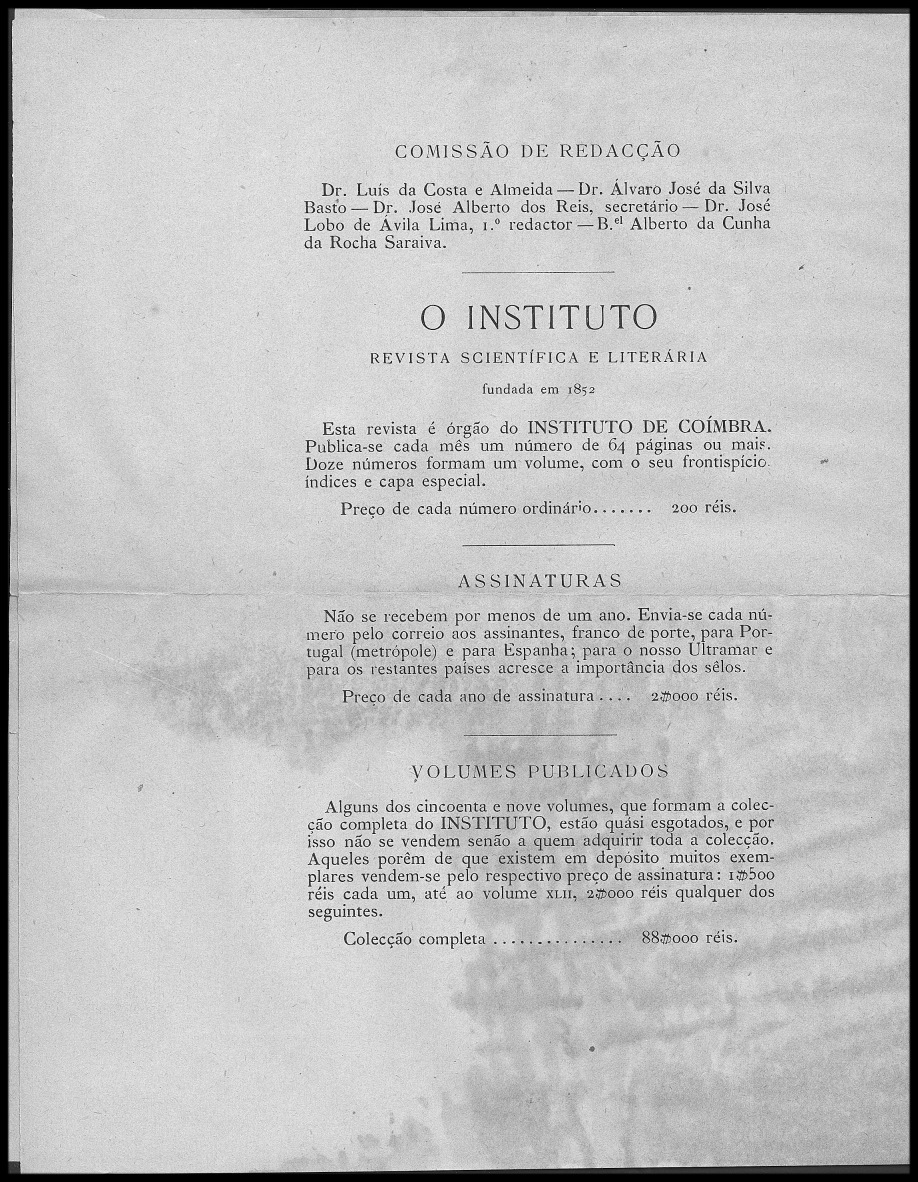 COMISSÃO DE REDACÇÃO
Dr. Luís da Costa e Almeida — Dr. Álvaro José da Silva
Basto — Dr. José Alberto dos Reis, secretário — Dr. José
Lobo de Ávila Lima, 1.º redactor — B.el Alberto da Cunha
da Rocha Saraiva.
O INSTITUTO
REVISTA SCIENTÍFICA E LITERÁRIA
fundada em 1852
Esta revista é órgão do INSTITUTO DE COÍMBRA.
Publica-se cada mês um número de 64 páginas ou mais.
Doze números formam um volume, com o seu frontispício.
índices e capa especial.
Preço de cada número ordinário....... 200 réis.
ASSINATURAS
Não se recebem por menos de um ano. Envia-se cada nú-
mero pelo correio aos assinantes, franco de porte, para Por-
tugal (metrópole) e para Espanha; para o nosso Ultramar e
para os restantes países acresce a importância dos sêlos.
Preço de cada ano de assinatura.... 2$000 réis.
VOLUMES PUBLICADOS
Alguns dos cincoenta e nove volumes, que formam a colec-
ção completa do INSTITUTO, estão quási esgotados, e por
isso não se vendem senão a quem adquirir toda a colecção.
Aqueles porêm de que existem em depósito muitos exem-
plares vendem-se pelo respectivo preço de assinatura: 1$500
réis cada um, até ao volume XLII, 2$000 réis qualquer dos
seguintes.
Colecção completa ............... 88$000 réis.